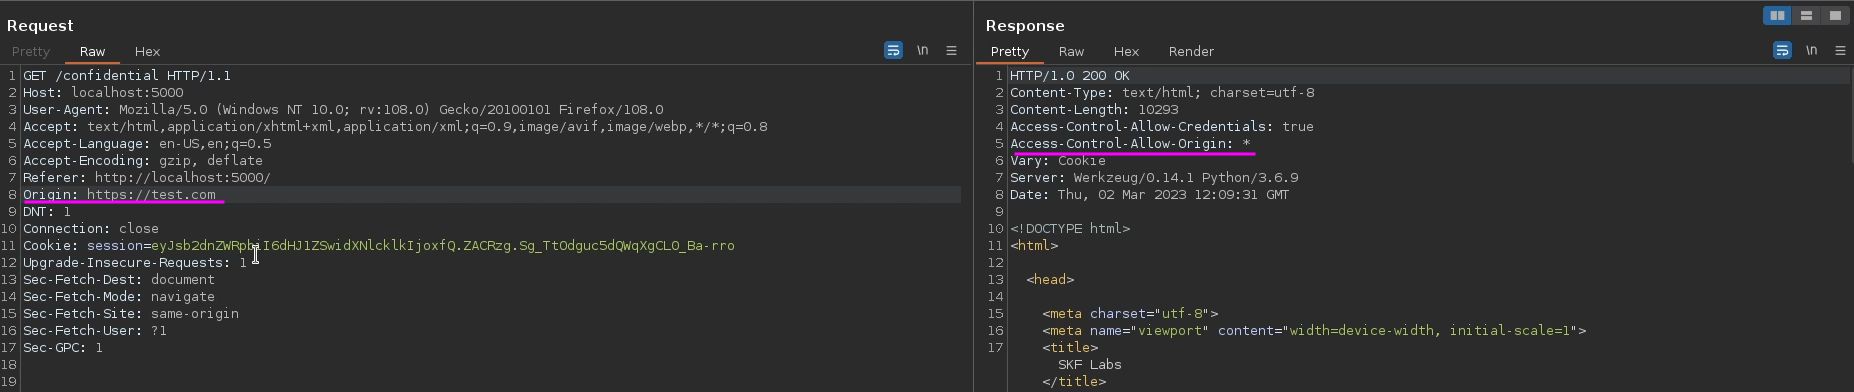 Request
Pretty Raw Hex \n
1 GET /confidential HTTP/1.1
2 Host: localhost:5000
3 User-Agent: Mozilla/5.0 (Windows NT 10.0; rv:108.0) Gecko/20100101 Firefox/108.0
4 Accept: text/html,application/xhtml+xml,application/xml;q=0.9,image/avif,image/webp,*/*;q=0.8
5 Accept-Language: en-US,en;q=0.5
6 Accept-Encoding: gzip, deflate
7 Referer: http://localhost:5000/
8 Origin: https://test.com
9 DNT: 1
10 Connection: close
11 Cookie: session=eyJsb2dnZWRpbiI6dHJ1ZSwidXNlcklkIjoxfQ.ZACRzg.Sg_TtOdguc5dQWqXgCL0_Ba-rro
12 Upgrade-Insecure-Requests: 1
13 Sec-Fetch-Dest: document
14 Sec-Fetch-Mode: navigate
15 Sec-Fetch-Site: same-origin
16 Sec-Fetch-User: ?1
17 Sec-GPC: 1
18
19
Response
Pretty Raw Hex Render \n
1 HTTP/1.0 200 OK
2 Content-Type: text/html; charset=utf-8
3 Content-Length: 10293
4 Access-Control-Allow-Credentials: true
5 Access-Control-Allow-Origin: *
6 Vary: Cookie
7 Server: Werkzeug/0.14.1 Python/3.6.9
8 Date: Thu, 02 Mar 2023 12:09:31 GMT
9
10 <!DOCTYPE html>
11 <html>
12
13 <head>
14
15 <meta charset="utf-8">
16 <meta name="viewport" content="width=device-width, initial-scale=1">
17 <title>
SKF Labs
</title>